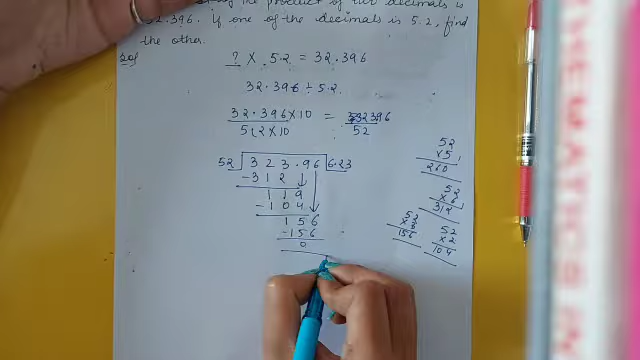 the product of two decimals is
32.396. If one of the decimals is 5.2, find
the other.
Sol
? × 5.2 = 32.396
32.396 ÷ 5.2
32.396 × 10 =
5.2 × 10 52
52 323.96 6.23
- 312
119
- 104
156
- 156
0
52
× 5
260
52
× 6
312
52
× 3
156
52
× 2
104
HEMATICS